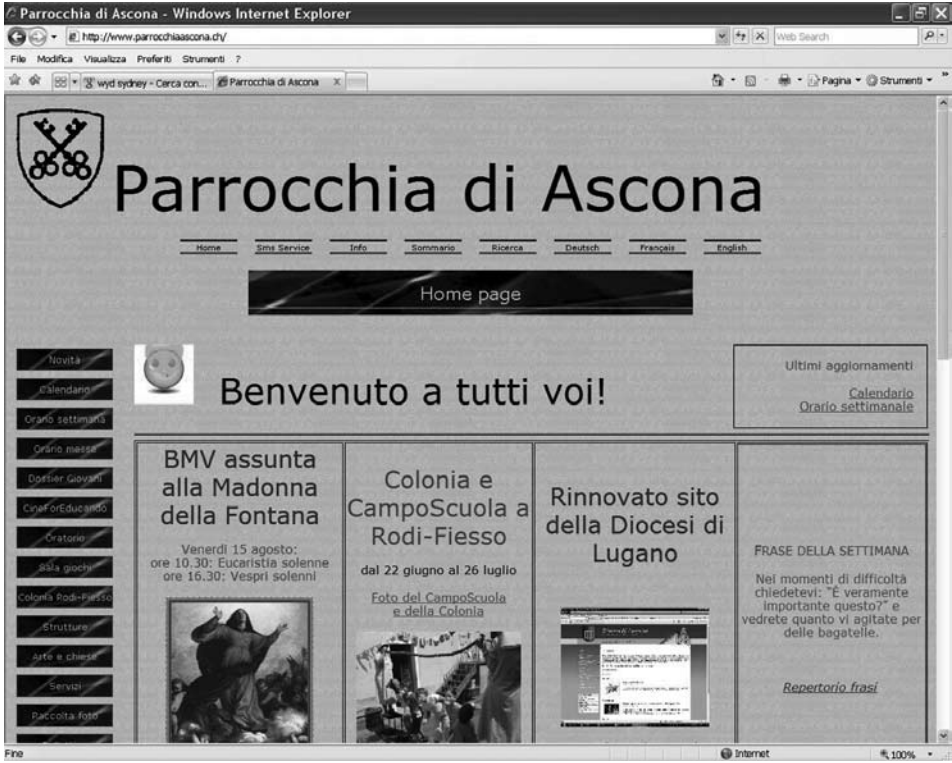 Parrocchia di Ascona - Windows Internet Explorer
http://www.parrocchiaascona.ch/
Web Search
File Modifica Visualizza Preferiti Strumenti ?
wyd sydney - Cerca con... Parrocchia di Ascona X
Pagina Strumenti »
Parrocchia di Ascona
Home Sms Service Info Sommario Ricerca Deutsch Français English
Home page
Novità
Calendario
Orario settimana
Orario messe
Dossier Giovani
CineForEducando
Oratorio
Sala giochi
Colonia Rodi-Fiesso
Strutture
Arte e chiese
Servizi
Raccolta foto
Benvenuto a tutti voi!
Ultimi aggiornamenti
Calendario
Orario settimanale
BMV assunta
alla Madonna
della Fontana
Venerdì 15 agosto:
ore 10.30: Eucaristia solenne
ore 16.30: Vespri solenni
Colonia e
CampoScuola a
Rodi-Fiesso
dal 22 giugno al 26 luglio
Foto del CampoScuola
e della Colonia
Rinnovato sito
della Diocesi di
Lugano
FRASE DELLA SETTIMANA
Nei momenti di difficoltà
chiedetevi: "È veramente
importante questo?" e
vedrete quanto vi agitate per
delle bagatelle.
Repertorio frasi
Fine
Internet
100%